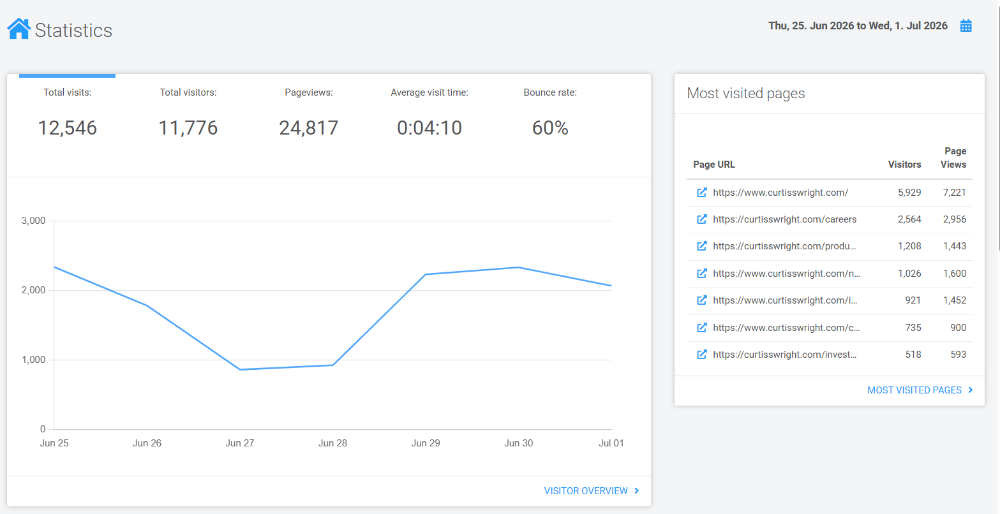 Statistics
Thu, 25. Jun 2026 to Wed, 1. Jul 2026
Total visits:
12,546
Total visitors:
11,776
Pageviews:
24,817
Average visit time:
0:04:10
Bounce rate:
60%
3,000
2,000
1,000
0
Jun 25 Jun 26 Jun 27 Jun 28 Jun 29 Jun 30 Jul 01
VISITOR OVERVIEW
Most visited pages
Page URL Visitors Page Views
https://www.curtisswright.com/ 5,929 7,221
https://curtisswright.com/careers 2,564 2,956
https://curtisswright.com/produ... 1,208 1,443
https://www.curtisswright.com/n... 1,026 1,600
https://www.curtisswright.com/i... 921 1,452
https://www.curtisswright.com/c... 735 900
https://curtisswright.com/invest... 518 593
MOST VISITED PAGES